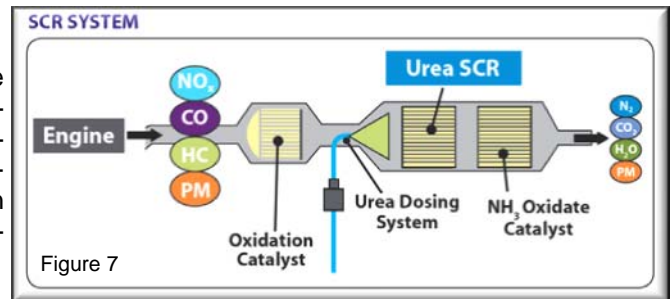 SCR SYSTEM
Urea SCR
NOx
CO
HC
PM
Engine
N2
CO2
H2O
PM
Urea Dosing
System
NH3 Oxidate
Catalyst
Oxidation
Catalyst
Figure 7